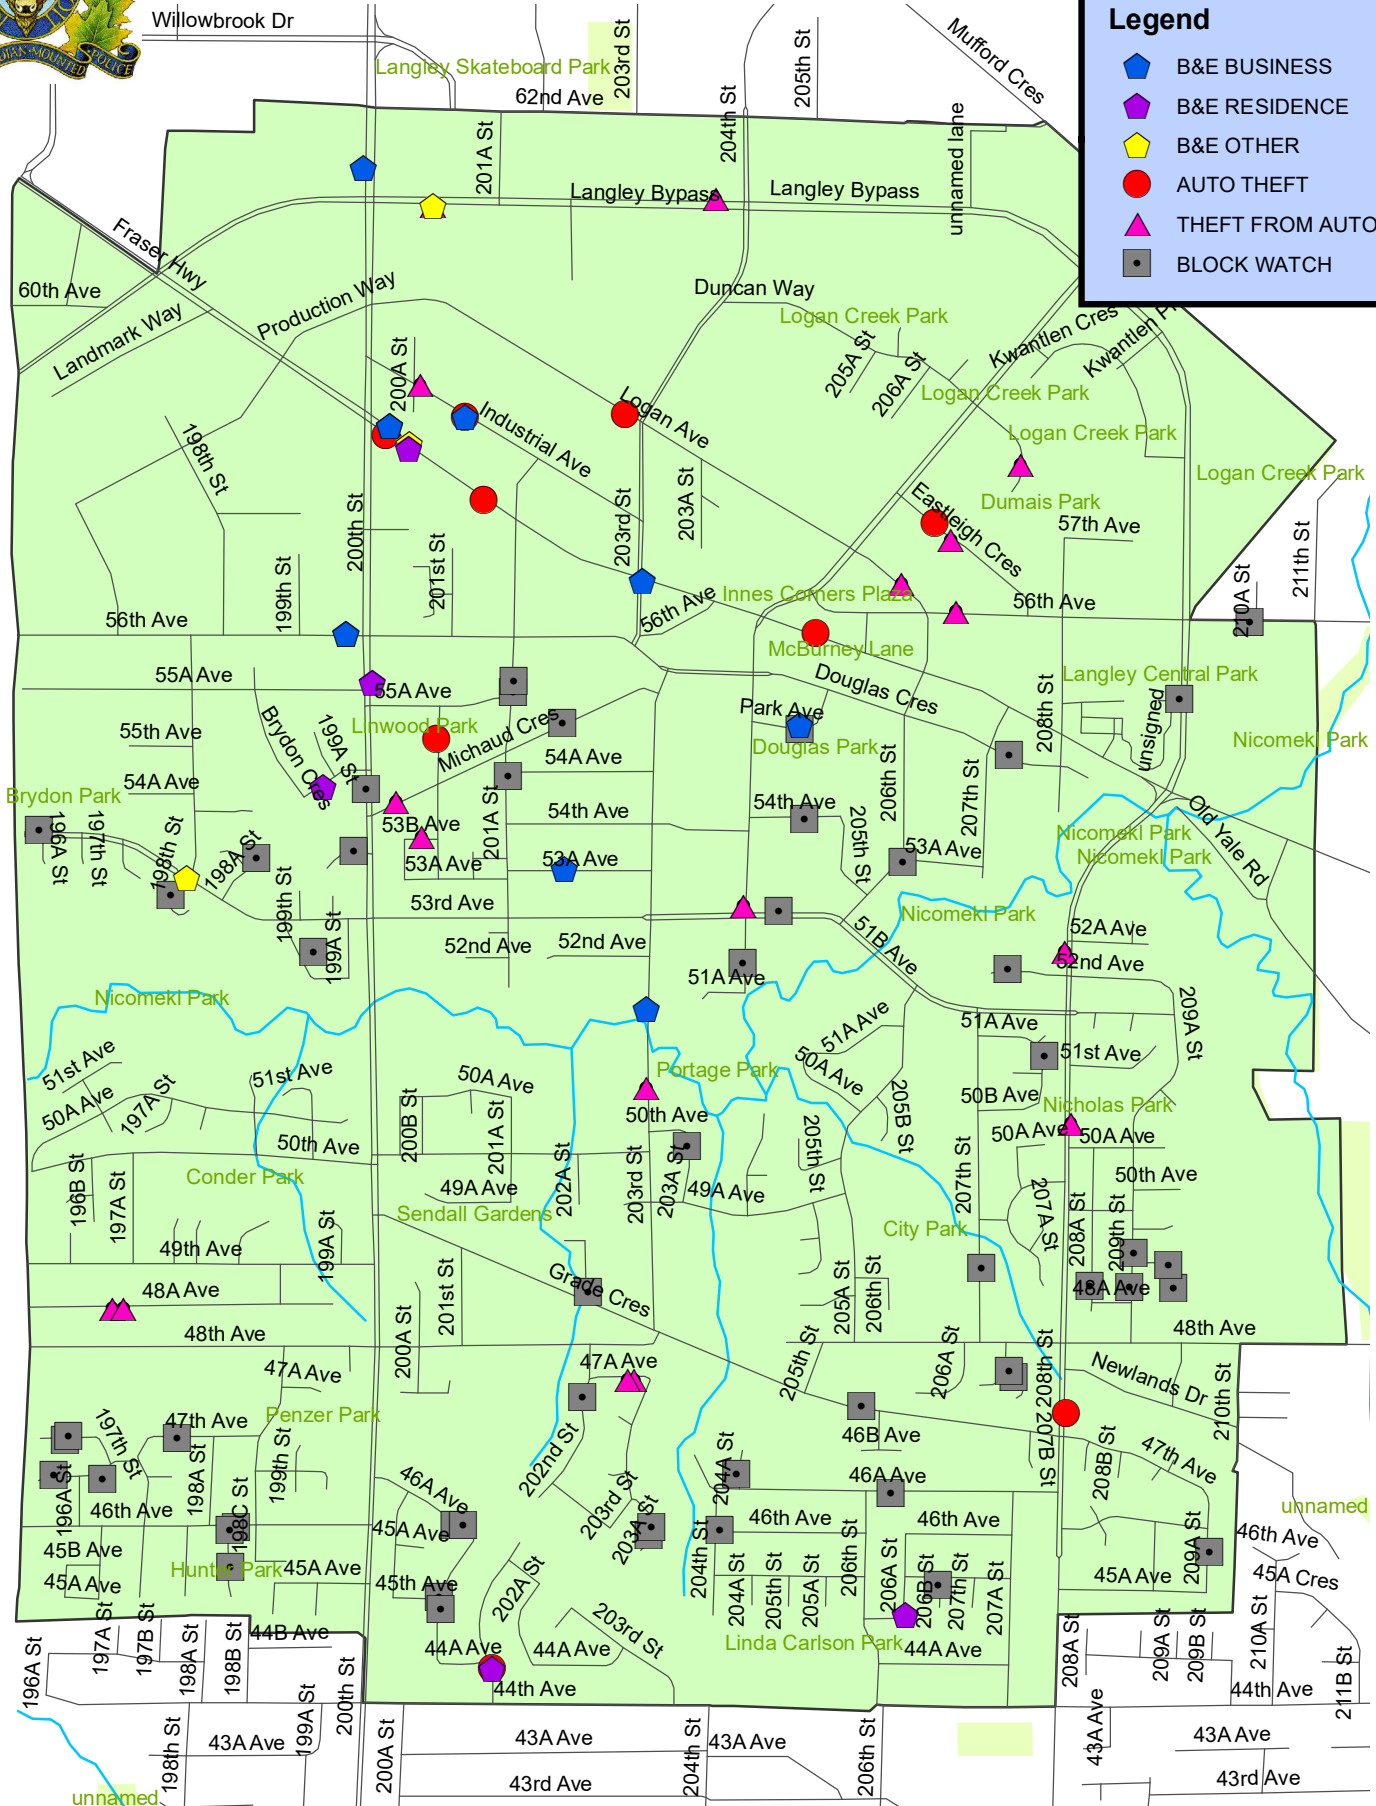 Willowbrook Dr
Legend
B&E BUSINESS
B&E RESIDENCE
B&E OTHER
AUTO THEFT
THEFT FROM AUTO
BLOCK WATCH
POLICE
Langley Skateboard Park
203rd St
205th St
Mufford Cres
62nd Ave
201A St
204th St
unnamed lane
Langley Bypass
Langley Bypass
Fraser Hwy
60th Ave
Landmark Way
Production Way
Duncan Way
Logan Creek Park
205A St
206A St
Kwantlen Cres
200A St
Logan Creek Park
Logan Ave
Industrial Ave
Logan Creek Park
Logan Creek Park
198th St
203A St
203rd St
Dumais Park
Eastleigh Cres
57th Ave
200th St
211th St
199th St
201st St
210A St
Innes Corners Plaza
56th Ave
56th Ave
56th Ave
McBurney Lane
55A Ave
55A Ave
Douglas Cres
Langley Central Park
208th St
unsigned
Brydon Cres
199A St
Linwood Park
Michaud Cres
Park Ave
Douglas Park
Nicomekl Park
55th Ave
54A Ave
54A Ave
206th St
207th St
Brydon Park
54th Ave
54th Ave
Old Yale Rd
196A St
197th St
198th St
198A St
53B Ave
201A St
205th St
Nicomekl Park
53A Ave
53A Ave
53A Ave
Nicomekl Park
199th St
199A St
53rd Ave
Nicomekl Park
51B Ave
52A Ave
52nd Ave
52nd Ave
52nd Ave
51A Ave
209A St
Nicomekl Park
51A Ave
51A Ave
51st Ave
51st Ave
51st Ave
50A Ave
50A Ave
50A Ave
Portage Park
50B Ave
197A St
200B St
201A St
205B St
Nicholas Park
50th Ave
50A Ave
50A Ave
50th Ave
205th St
207th St
196B St
197A St
Conder Park
202A St
203rd St
203A St
50th Ave
49A Ave
49A Ave
207A St
208A St
209th St
Sendall Gardens
City Park
199A St
49th Ave
48A Ave
Grade Cres
201st St
205A St
206th St
48A Ave
48th Ave
48th Ave
200A St
47A Ave
47A Ave
205th St
206A St
208th St
Newlands Dr
210th St
Penzer Park
197th St
47th Ave
46B Ave
207B St
208B St
47th Ave
202nd St
204A St
46A Ave
46A Ave
196A St
198A St
199th St
46th Ave
203rd St
203A St
46th Ave
46th Ave
unnamed
46th Ave
198C St
45A Ave
45B Ave
45A Ave
45A Ave
Hunter Park
45th Ave
202A St
204th St
204A St
205th St
205A St
206th St
206A St
206B St
207th St
207A St
45A Ave
209A St
45A Cres
203rd St
Linda Carlson Park
44B Ave
44A Ave
44A Ave
44A Ave
44th Ave
44th Ave
196A St
197A St
197B St
198A St
198B St
199A St
200th St
208A St
209A St
209B St
210A St
211B St
198th St
43A Ave
200A St
43A Ave
204th St
43A Ave
206th St
43A Ave
43A Ave
43rd Ave
43rd Ave
unnamed